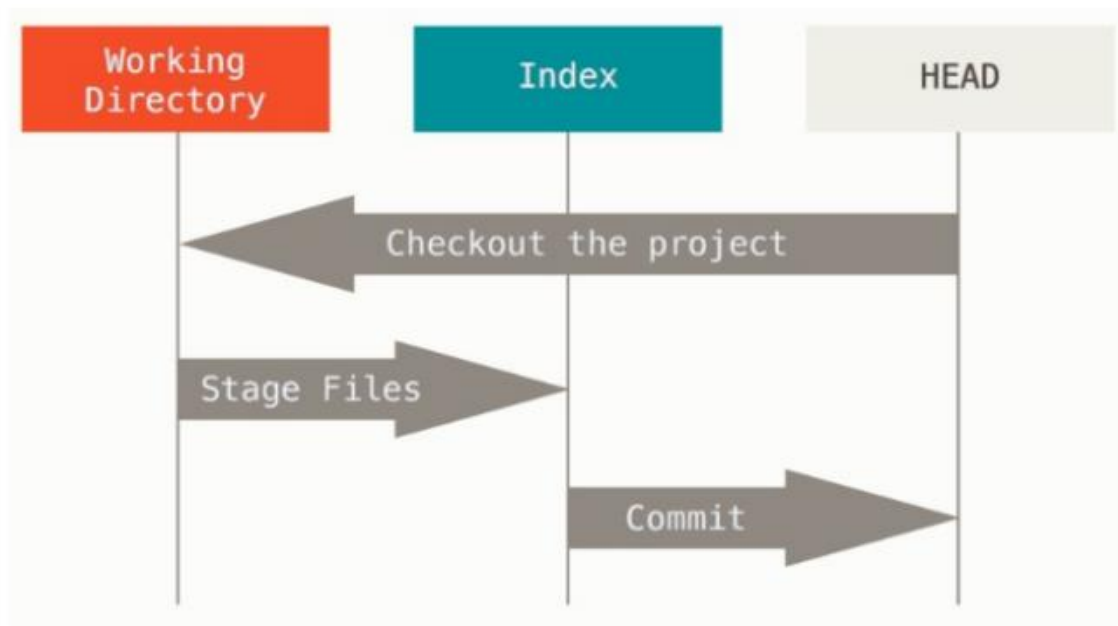 Working
Directory
Index
HEAD
Checkout the project
Stage Files
Commit